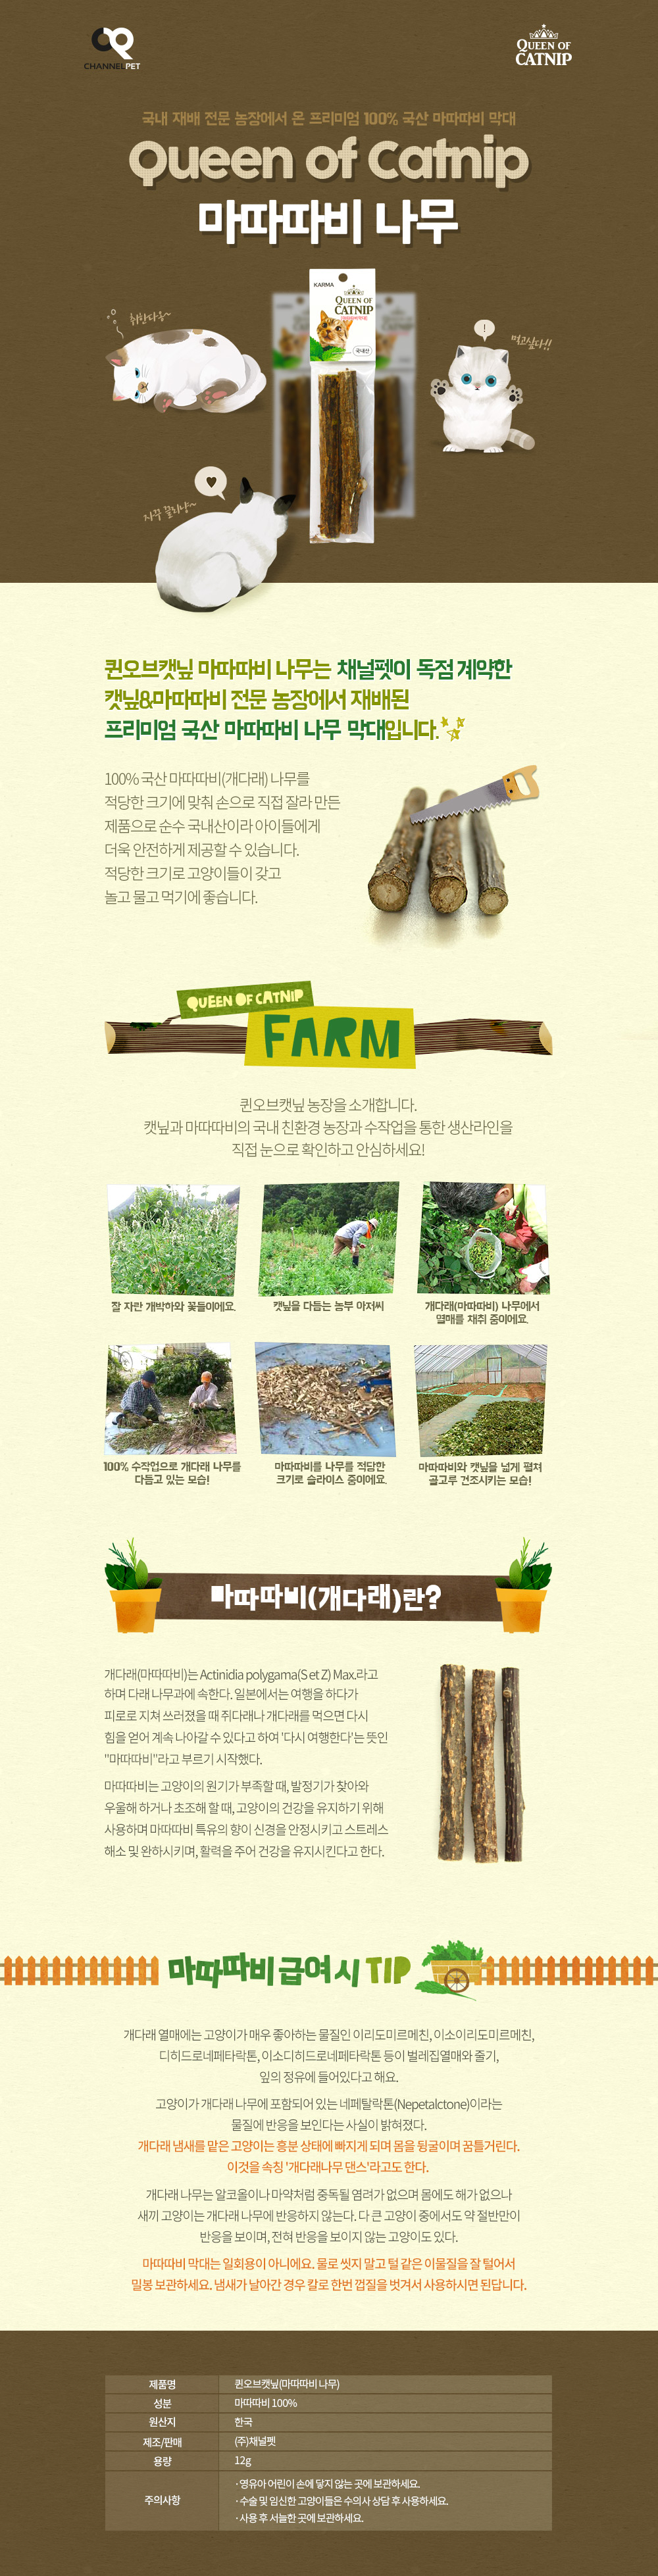 CHANNELPET
QUEEN OF
CATNIP
국내 재배 전문 농장에서 온 프리미엄 100% 국산 마따따비 막대
Queen of Catnip
마따따비 나무
취한다옹~
KARMA
QUEEN OF
CATNIP
국내산
!
먹고싶다!!
자꾸 끌리냥~
퀸오브캣닢 마따따비 나무는 채널펫이 독점 계약한
캣닢&마따따비 전문 농장에서 재배된
프리미엄 국산 마따따비 나무 막대입니다.
100% 국산 마따따비(개다래) 나무를
적당한 크기에 맞춰 손으로 직접 잘라 만든
제품으로 순수 국내산이라 아이들에게
더욱 안전하게 제공할 수 있습니다.
적당한 크기로 고양이들이 갖고
놀고 물고 먹기에 좋습니다.
QUEEN OF CATNIP
FARM
퀸오브캣닢 농장을 소개합니다.
캣닢과 마따따비의 국내 친환경 농장과 수작업을 통한 생산라인을
직접 눈으로 확인하고 안심하세요!
잘 자란 개박하와 꽃들이에요.
캣닢을 다듬는 농부 아저씨
개다래(마따따비) 나무에서
열매를 채취 중이에요.
100% 수작업으로 개다래 나무를
다듬고 있는 모습!
마따따비를 나무를 적당한
크기로 슬라이스 중이에요.
마따따비와 캣닢을 넓게 펼쳐
골고루 건조시키는 모습!
마따따비(개다래)란?
개다래(마따따비)는 Actinidia polygama(S et Z) Max.라고
하며 다래 나무과에 속한다. 일본에서는 여행을 하다가
피로로 지쳐 쓰러졌을 때 쥐다래나 개다래를 먹으면 다시
힘을 얻어 계속 나아갈 수 있다고 하여 '다시 여행한다'는 뜻인
"마따따비"라고 부르기 시작했다.
마따따비는 고양이의 원기가 부족할 때, 발정기가 찾아와
우울해 하거나 초조해 할 때, 고양이의 건강을 유지하기 위해
사용하며 마따따비 특유의 향이 신경을 안정시키고 스트레스
해소 및 완하시키며, 활력을 주어 건강을 유지시킨다고 한다.
마따따비 급여 시 TIP
개다래 열매에는 고양이가 매우 좋아하는 물질인 이리도미르메친, 이소이리도미르메친,
디히드로네페타락톤, 이소디히드로네페타락톤 등이 벌레집열매와 줄기,
잎의 정유에 들어있다고 해요.
고양이가 개다래 나무에 포함되어 있는 네페탈락톤(Nepetalctone)이라는
물질에 반응을 보인다는 사실이 밝혀졌다.
개다래 냄새를 맡은 고양이는 흥분 상태에 빠지게 되며 몸을 뒹굴이며 꿈틀거린다.
이것을 속칭 '개다래나무 댄스'라고도 한다.
개다래 나무는 알코올이나 마약처럼 중독될 염려가 없으며 몸에도 해가 없으나
새끼 고양이는 개다래 나무에 반응하지 않는다. 다 큰 고양이 중에서도 약 절반만이
반응을 보이며, 전혀 반응을 보이지 않는 고양이도 있다.
마따따비 막대는 일회용이 아니에요. 물로 씻지 말고 털 같은 이물질을 잘 털어서
밀봉 보관하세요. 냄새가 날아간 경우 칼로 한번 껍질을 벗겨서 사용하시면 된답니다.
제품명 퀸오브캣닢(마따따비 나무)
성분 마따따비 100%
원산지 한국
제조/판매 (주)채널펫
용량 12g
주의사항
· 영유아 어린이 손에 닿지 않는 곳에 보관하세요.
· 수술 및 임신한 고양이들은 수의사 상담 후 사용하세요.
· 사용 후 서늘한 곳에 보관하세요.